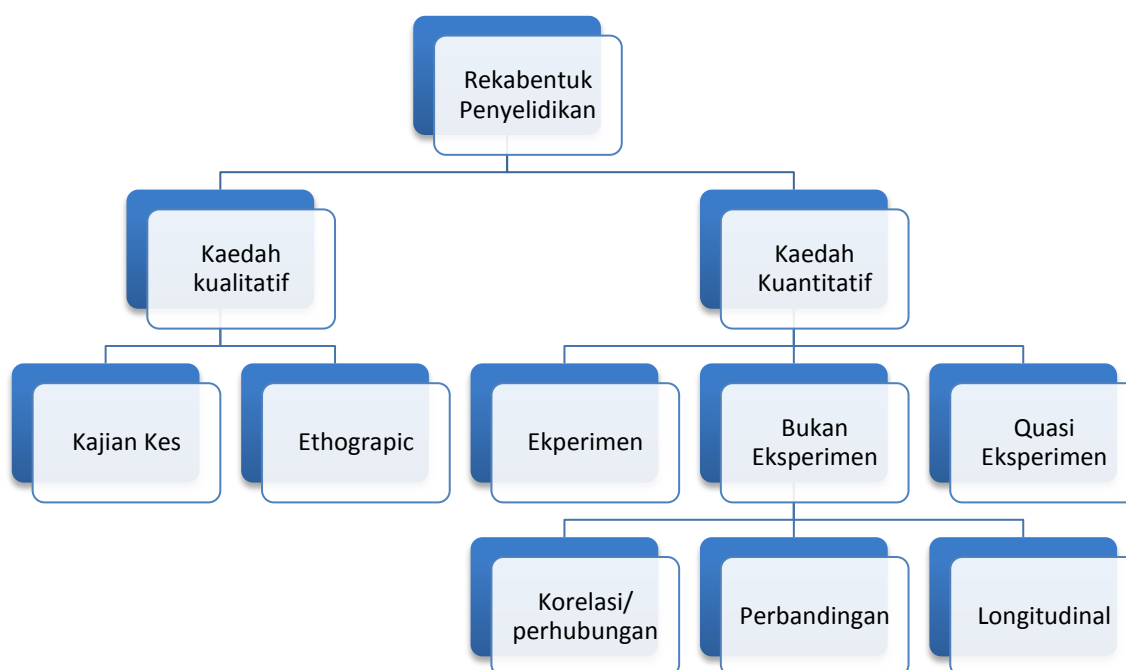 Rekabentuk
Penyelidikan
Kaedah
kualitatif
Kaedah
Kuantitatif
Kajian Kes
Ethograpic
Ekperimen
Bukan
Eksperimen
Quasi
Eksperimen
Korelasi/
perhubungan
Perbandingan
Longitudinal